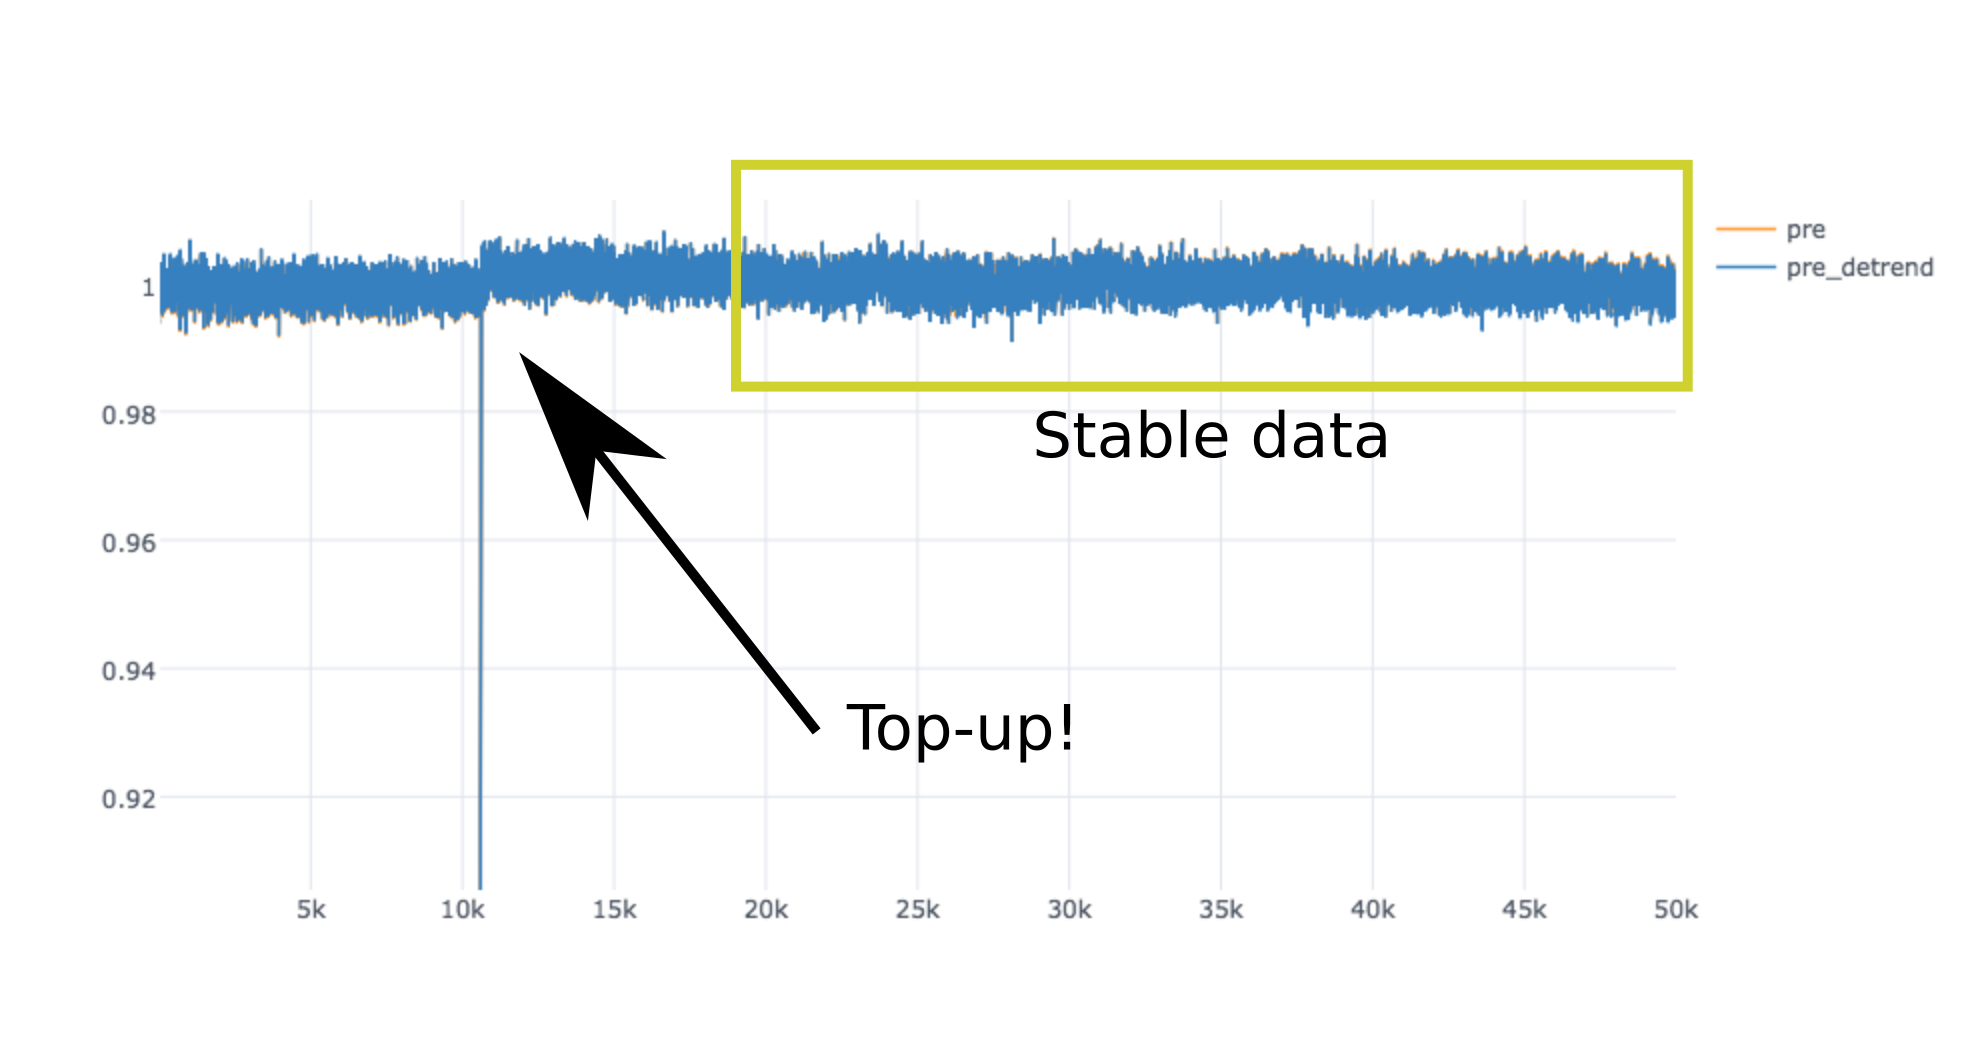 pre
pre_detrend
1
0.98
0.96
0.94
0.92
Stable data
Top-up!
5k 10k 15k 20k 25k 30k 35k 40k 45k 50k